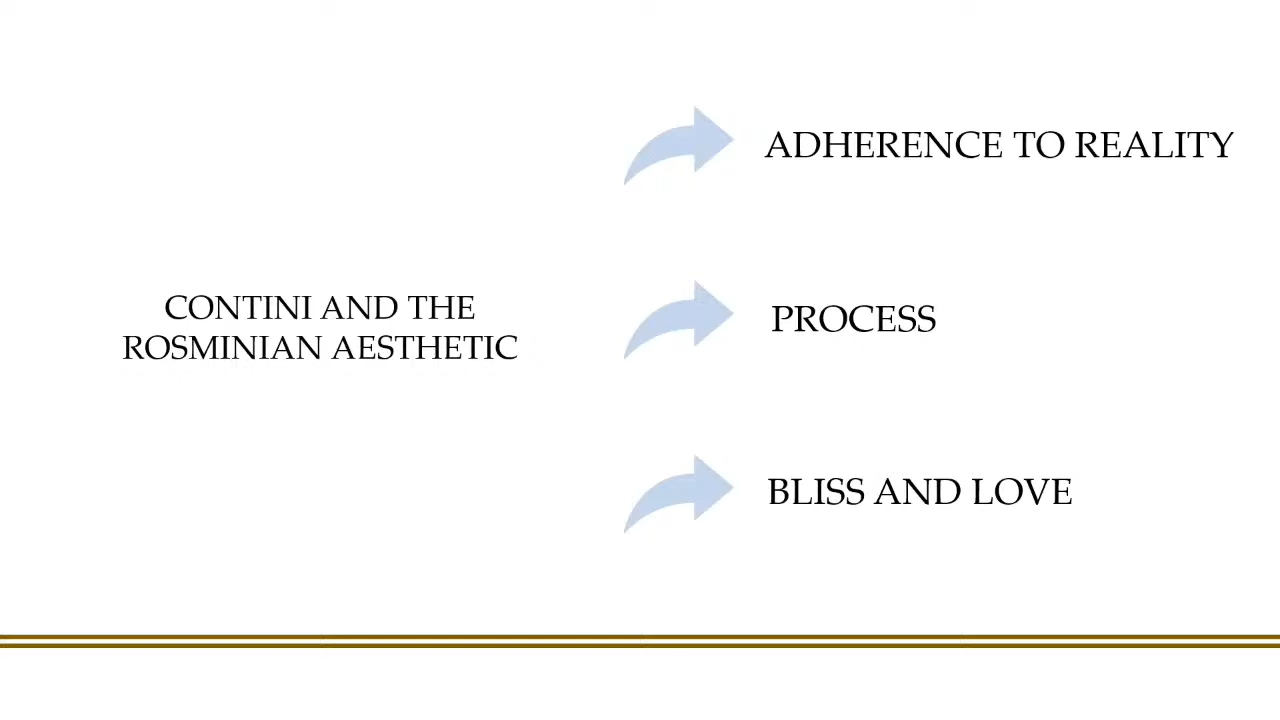 CONTINI AND THE
ROSMINIAN AESTHETIC
ADHERENCE TO REALITY
PROCESS
BLISS AND LOVE